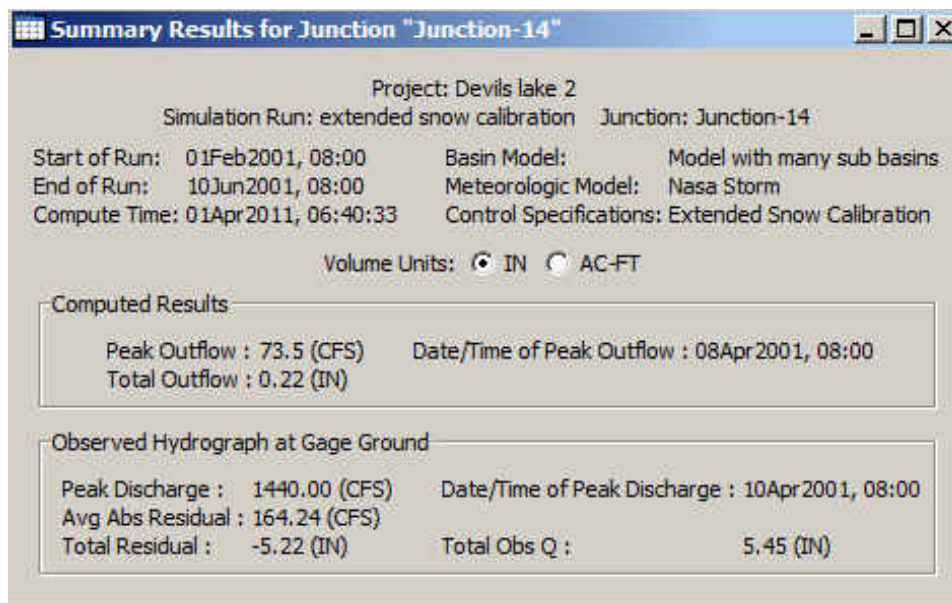 Summary Results for Junction "Junction-14"
Project: Devils lake 2
Simulation Run: extended snow calibration Junction: Junction-14
Start of Run: 01Feb2001, 08:00 Basin Model: Model with many sub basins
End of Run: 10Jun2001, 08:00 Meteorologic Model: Nasa Storm
Compute Time: 01Apr2011, 06:40:33 Control Specifications: Extended Snow Calibration
Volume Units: IN AC-FT
Computed Results
Peak Outflow : 73.5 (CFS) Date/Time of Peak Outflow : 08Apr2001, 08:00
Total Outflow : 0.22 (IN)
Observed Hydrograph at Gage Ground
Peak Discharge : 1440.00 (CFS) Date/Time of Peak Discharge : 10Apr2001, 08:00
Avg Abs Residual : 164.24 (CFS)
Total Residual : -5.22 (IN) Total Obs Q : 5.45 (IN)